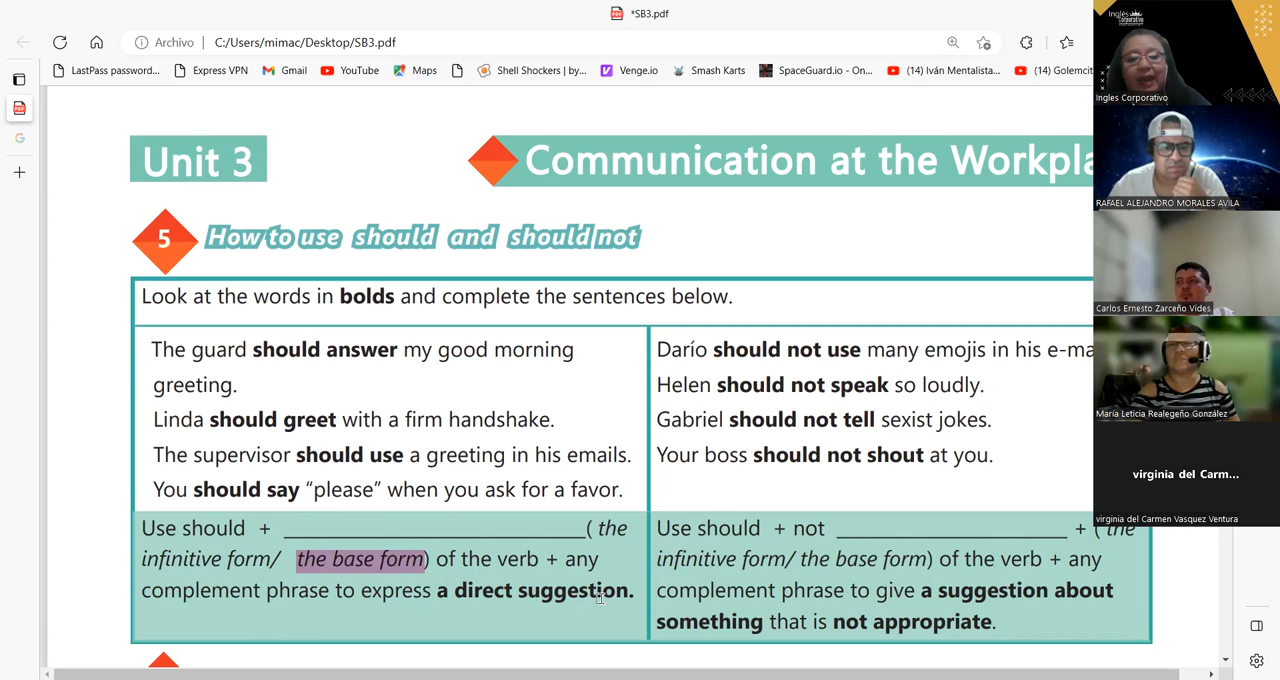 *SB3.pdf
Archivo | C:/Users/mimac/Desktop/SB3.pdf
LastPass password... Express VPN Gmail YouTube Maps Shell Shockers | by... Venge.io Smash Karts SpaceGuard.io - On... (14) Iván Mentalista... (14) Golemcit
Unit 3 Communication at the Workpla
5 How to use should and should not
Look at the words in bolds and complete the sentences below.
The guard should answer my good morning
greeting.
Linda should greet with a firm handshake.
The supervisor should use a greeting in his emails.
You should say “please” when you ask for a favor.
Darío should not use many emojis in his e-ma
Helen should not speak so loudly.
Gabriel should not tell sexist jokes.
Your boss should not shout at you.
Use should + ______________________________( the
infinitive form/ the base form) of the verb + any
complement phrase to express a direct suggestion.
Use should + not ______________________ + ( the
infinitive form/ the base form) of the verb + any
complement phrase to give a suggestion about
something that is not appropriate.
Inglés
Corporativo
Ingles Corporativo
RAFAEL ALEJANDRO MORALES AVILA
Carlos Ernesto Zarceño Vides
María Leticia Realegeño González
virginia del Carm...
virginia del Carmen Vasquez Ventura